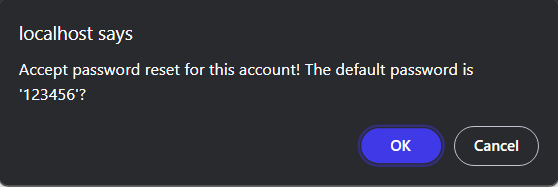 localhost says
Accept password reset for this account! The default password is
'123456'?
OK
Cancel